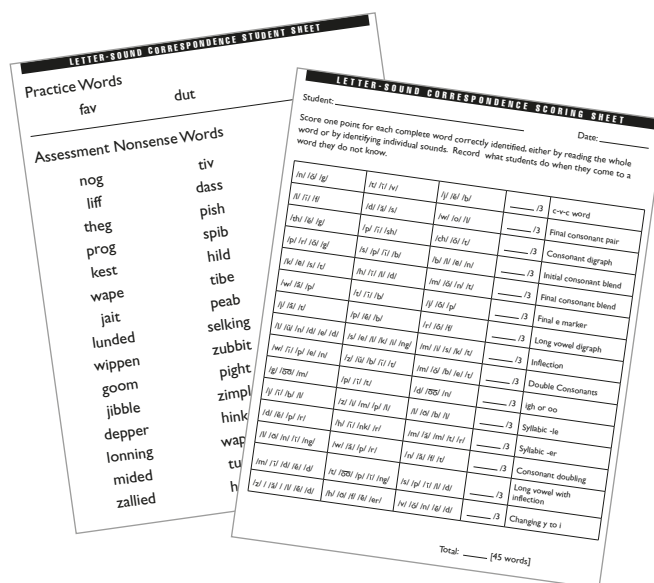 LETTER-SOUND CORRESPONDENCE STUDENT SHEET
Practice Words
fav dut
Assessment Nonsense Words
nog tiv
liff dass
theg pish
prog spib
kest hild
wape tibe
jait peab
lunded selking
wippen zubbit
goom pight
jibble zimpl
depper hink
lonning wap
mided tu
zallied h
LETTER-SOUND CORRESPONDENCE SCORING SHEET
Student: Date:
Score one point for each complete word correctly identified, either by reading the whole
word or by identifying individual sounds. Record what students do when they come to a
word they do not know.
/n/ /ŏ/ /g/ /t/ /ĭ/ /v/ /j/ /ĕ/ /b/ /3 c-v-c word
/l/ /ĭ/ /f/ /d/ /ă/ /s/ /w/ /o/ /l/ /3 Final consonant pair
/th/ /ĕ/ /g/ /p/ /ĭ/ /sh/ /ch/ /ŏ/ /t/ /3 Consonant digraph
/p/ /r/ /ŏ/ /g/ /s/ /p/ /ĭ/ /b/ /b/ /l/ /e/ /n/ /3 Initial consonant blend
/k/ /e/ /s/ /t/ /h/ /ĭ/ /l/ /d/ /m/ /ŏ/ /n/ /t/ /3 Final consonant blend
/w/ /ā/ /p/ /t/ /ī/ /b/ /j/ /ō/ /p/ /3 Final e marker
/j/ /ā/ /t/ /p/ /ē/ /b/ /r/ /ō/ /f/ /3 Long vowel digraph
/l/ /ŭ/ /n/ /d/ /e/ /d/ /s/ /e/ /l/ /k/ /i/ /ng/ /m/ /i/ /s/ /k/ /t/ /3 Inflection
/w/ /ĭ/ /p/ /e/ /n/ /z/ /ŭ/ /b/ /ĭ/ /t/ /m/ /ŏ/ /b/ /e/ /t/ /3 Double Consonants
/g/ /o͞o/ /m/ /p/ /ī/ /t/ /d/ /o͞o/ /n/ /3 igh or oo
/j/ /ĭ/ /b/ /l/ /z/ /i/ /m/ /p/ /l/ /l/ /o/ /b/ /l/ /3 Syllabic -le
/d/ /ĕ/ /p/ /r/ /h/ /ĭ/ /nk/ /r/ /m/ /ă/ /m/ /t/ /r/ /3 Syllabic -er
/l/ /o/ /n/ /ĭ/ /ng/ /w/ /ă/ /p/ /r/ /n/ /ă/ /f/ /t/ /3 Consonant doubling
/m/ /ī/ /d/ /ĕ/ /d/ /t/ /o͞o/ /p/ /ĭ/ /ng/ /s/ /p/ /ī/ /l/ /d/ /3 Long vowel with
inflection
/z/ / /ă/ / /l/ /ĕ/ /d/ /h/ /o/ /f/ /ĕ/ /er/ /v/ /ŏ/ /n/ /ĕ/ /d/ /3 Changing y to i
Total: [45 words]